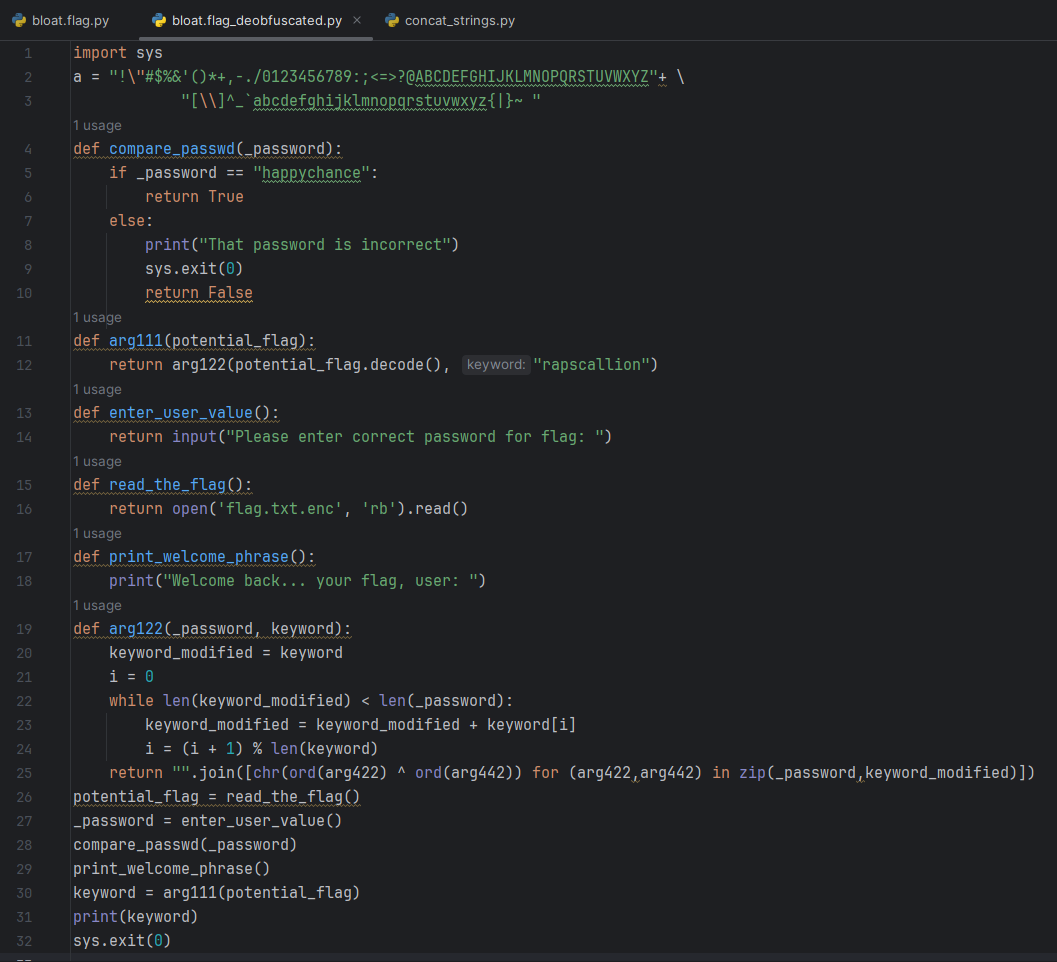 bloat.flag.py bloat.flag_deobfuscated.py × concat_strings.py
1 import sys
2 a = "!\"#$%&'()*+,-./0123456789:;<=>?@ABCDEFGHIJKLMNOPQRSTUVWXYZ"+ \
3 "[\\]^_`abcdefghijklmnopqrstuvwxyz{|}~ "
1 usage
4 def compare_passwd(_password):
5 if _password == "happychance":
6 return True
7 else:
8 print("That password is incorrect")
9 sys.exit(0)
10 return False
1 usage
11 def arg111(potential_flag):
12 return arg122(potential_flag.decode(), keyword: "rapscallion")
1 usage
13 def enter_user_value():
14 return input("Please enter correct password for flag: ")
1 usage
15 def read_the_flag():
16 return open('flag.txt.enc', 'rb').read()
1 usage
17 def print_welcome_phrase():
18 print("Welcome back... your flag, user: ")
1 usage
19 def arg122(_password, keyword):
20 keyword_modified = keyword
21 i = 0
22 while len(keyword_modified) < len(_password):
23 keyword_modified = keyword_modified + keyword[i]
24 i = (i + 1) % len(keyword)
25 return "".join([chr(ord(arg422) ^ ord(arg442)) for (arg422,arg442) in zip(_password,keyword_modified)])
26 potential_flag = read_the_flag()
27 _password = enter_user_value()
28 compare_passwd(_password)
29 print_welcome_phrase()
30 keyword = arg111(potential_flag)
31 print(keyword)
32 sys.exit(0)